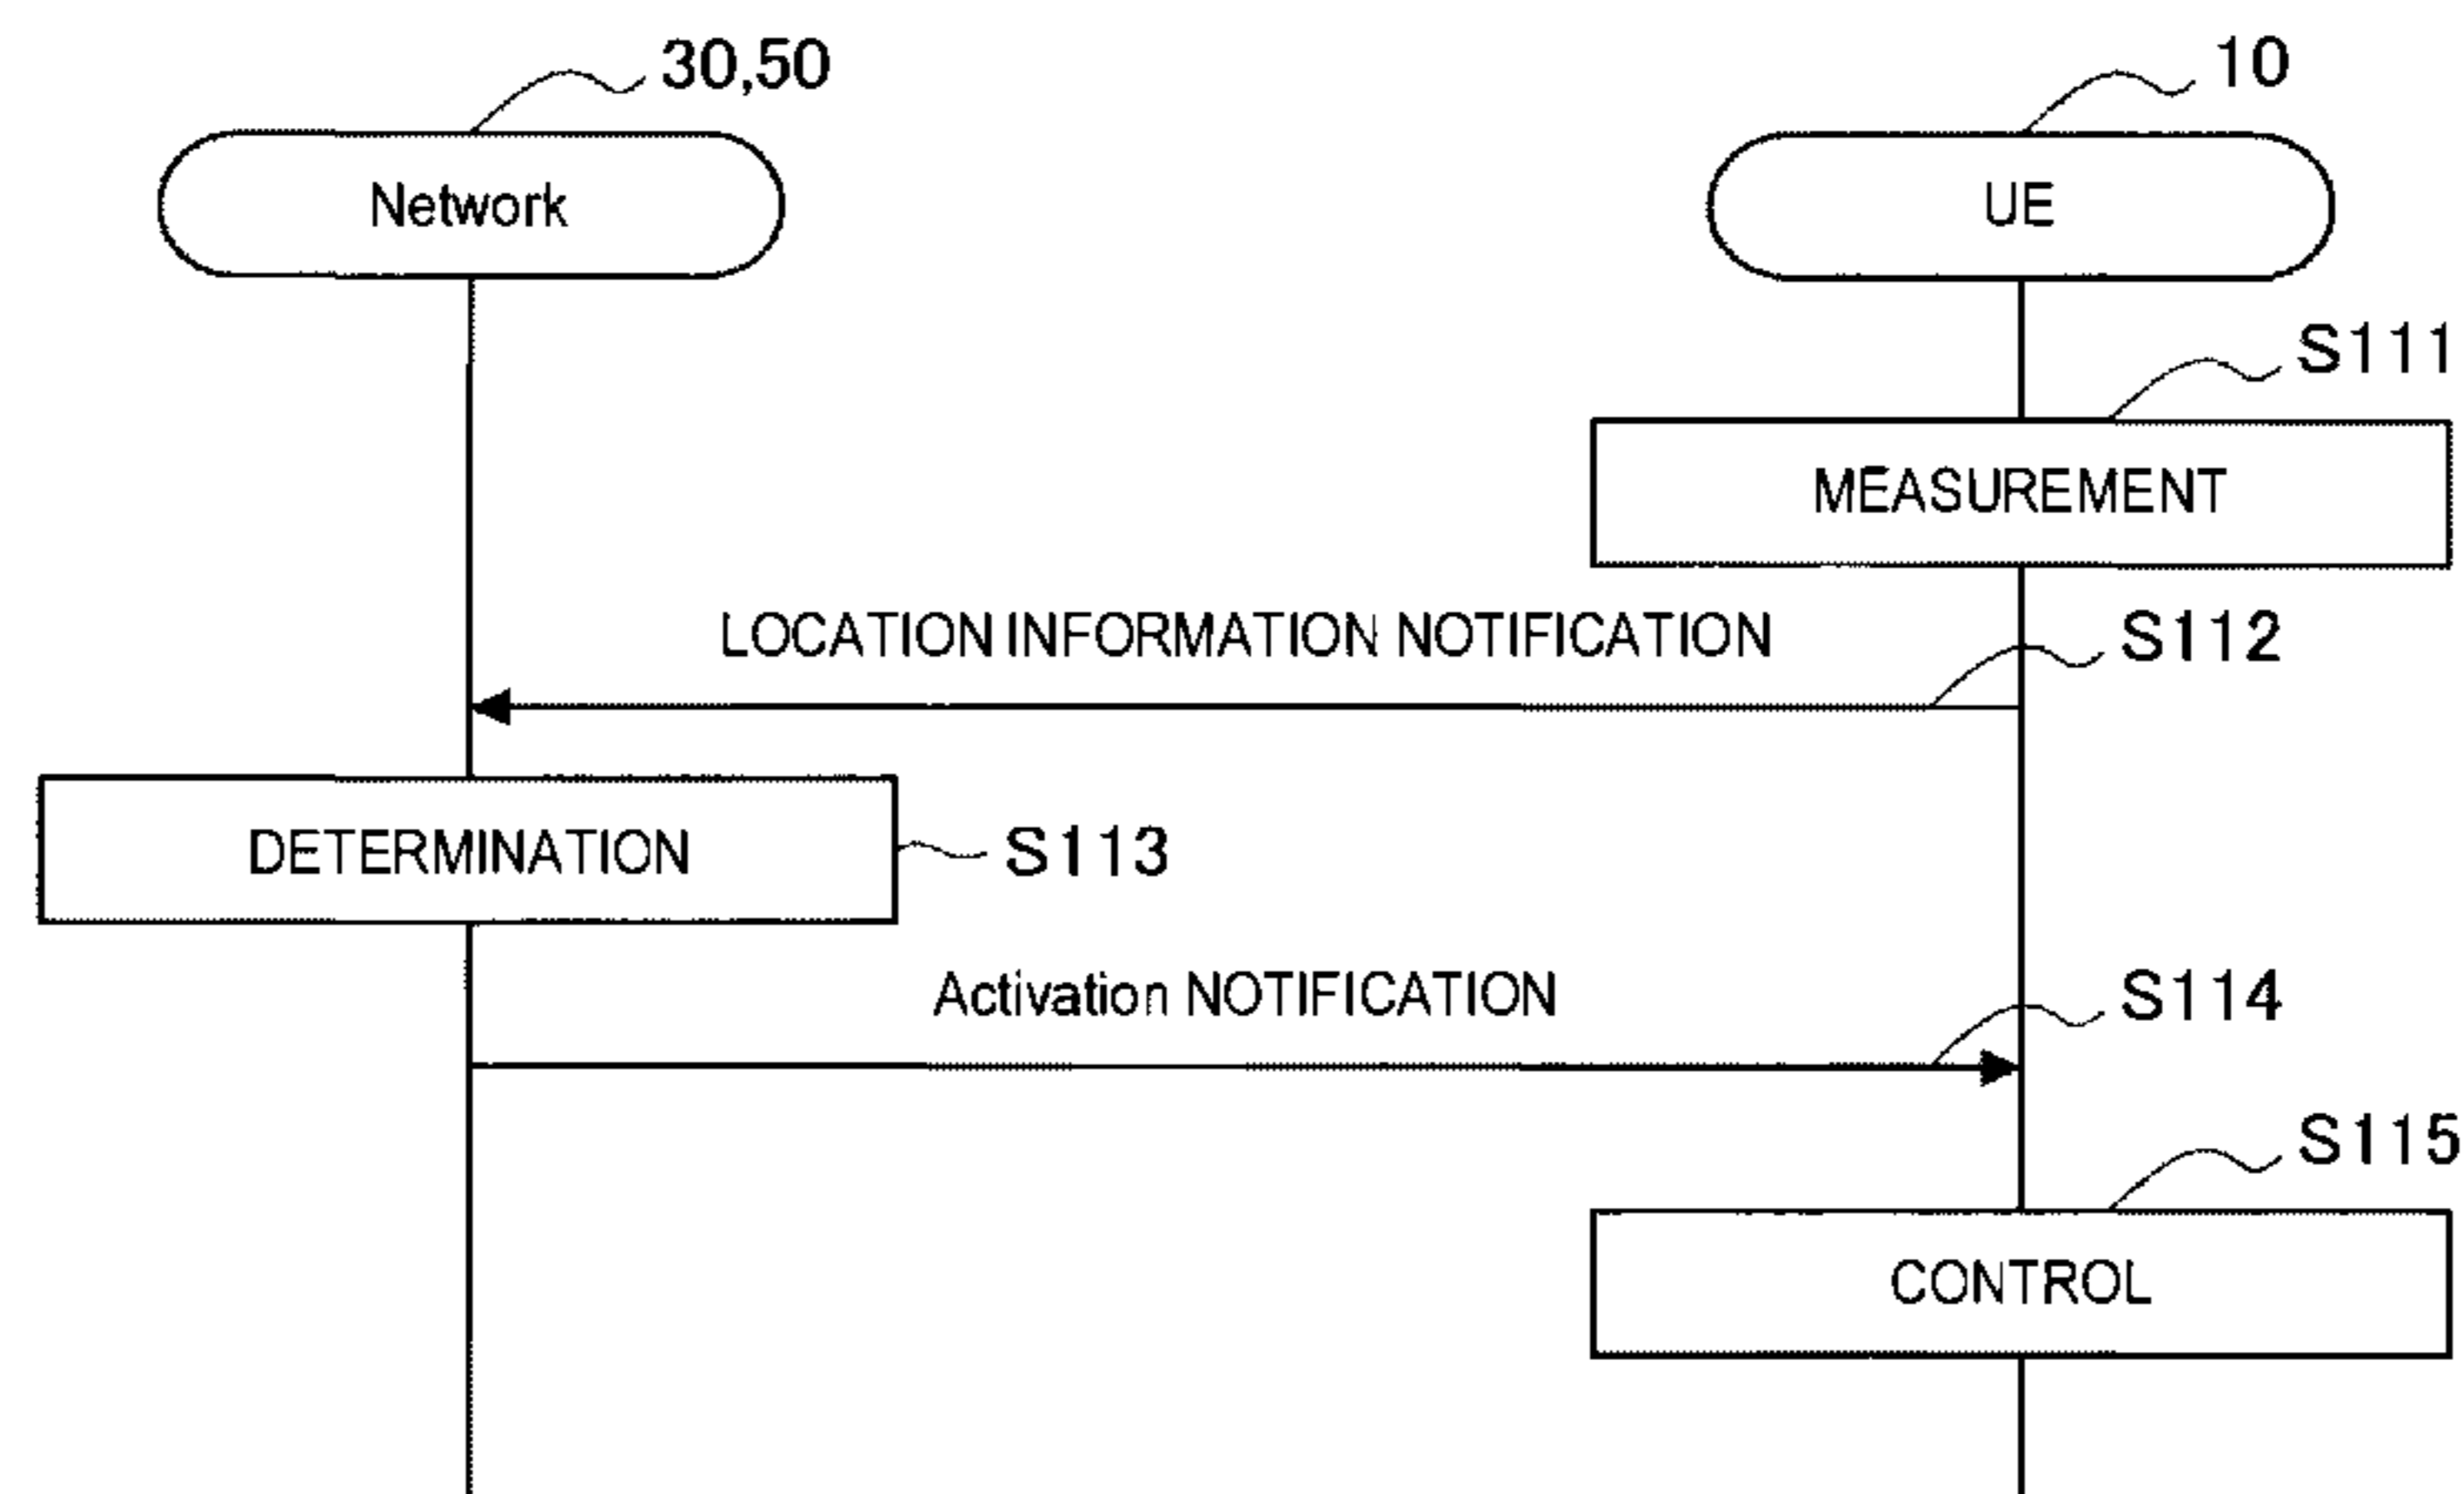 30,50
10
Network
UE
S111
MEASUREMENT
LOCATION INFORMATION NOTIFICATION
S112
DETERMINATION
S113
Activation NOTIFICATION
S114
S115
CONTROL